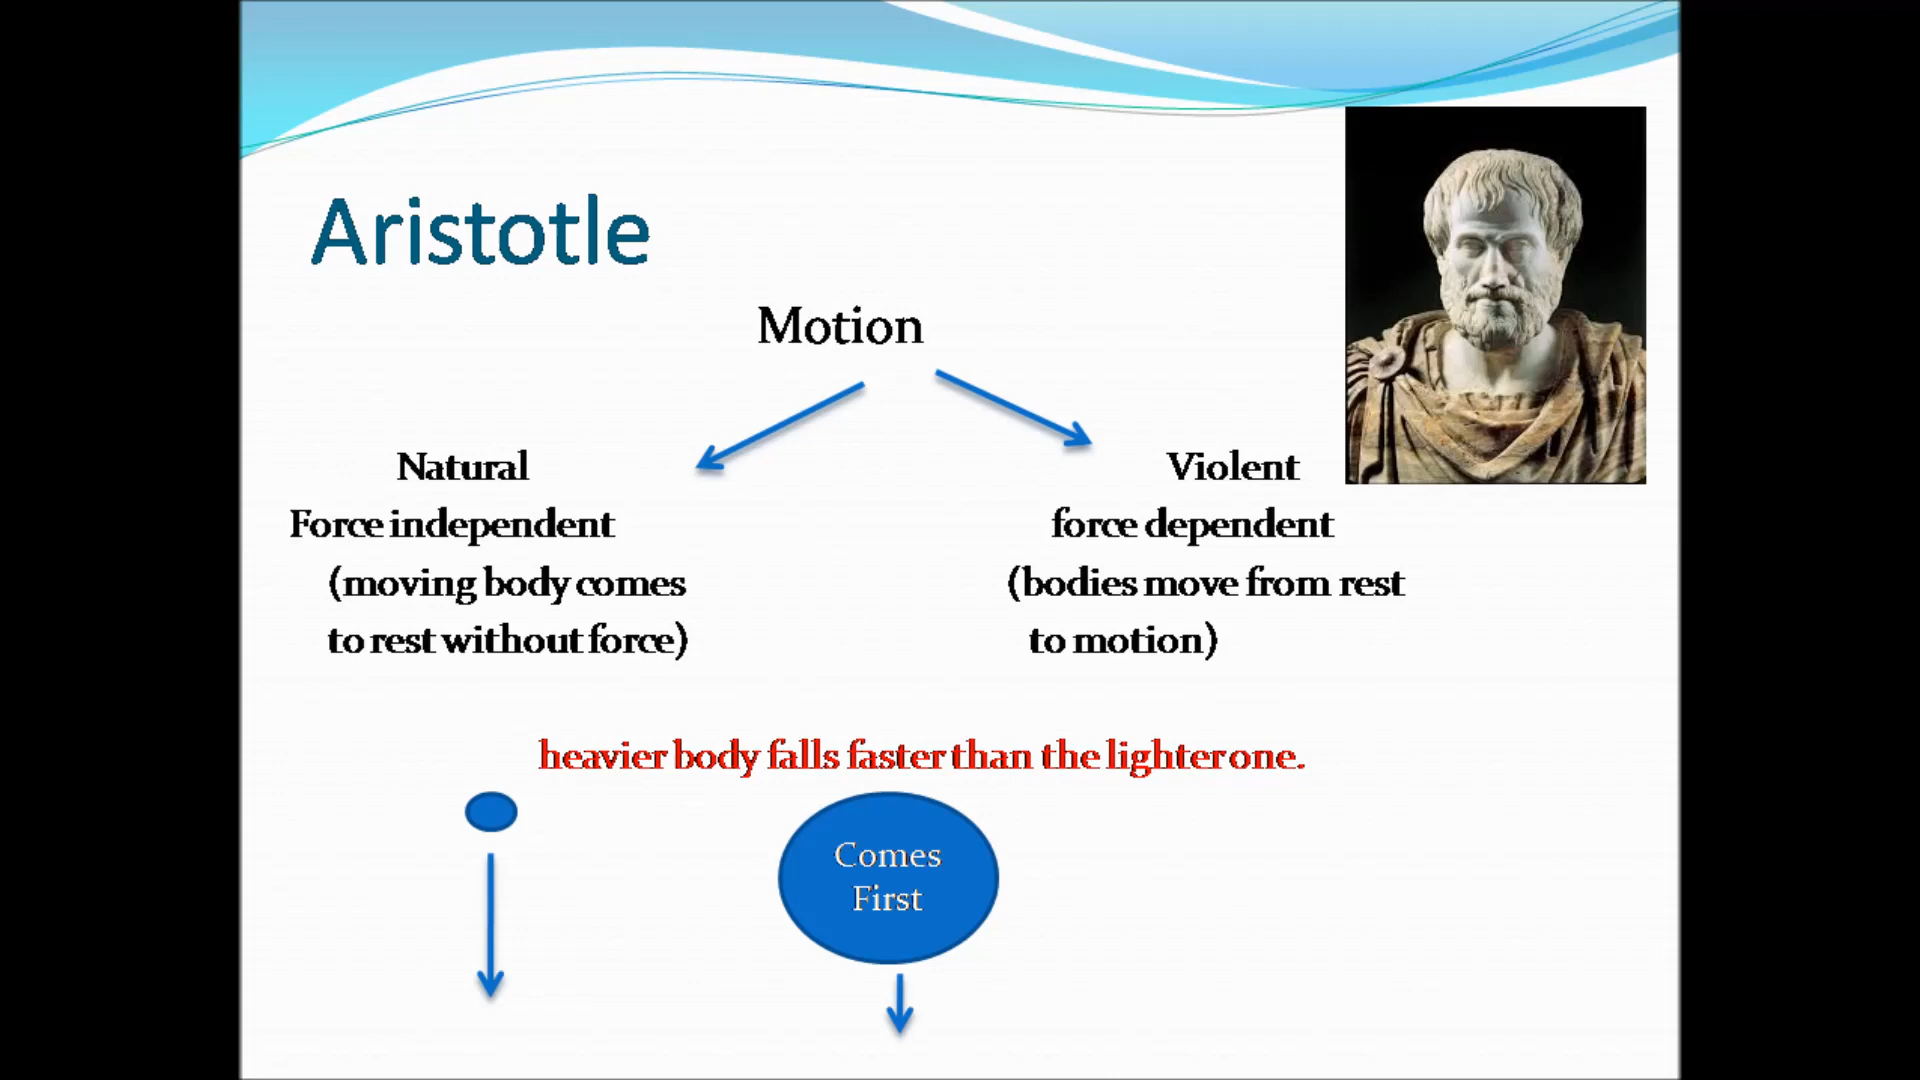 Aristotle
Motion
Natural
Violent
Force independent
force dependent
(moving body comes
(bodies move from rest
to rest without force)
to motion)
heavier body falls faster than the lighter one.
Comes
First